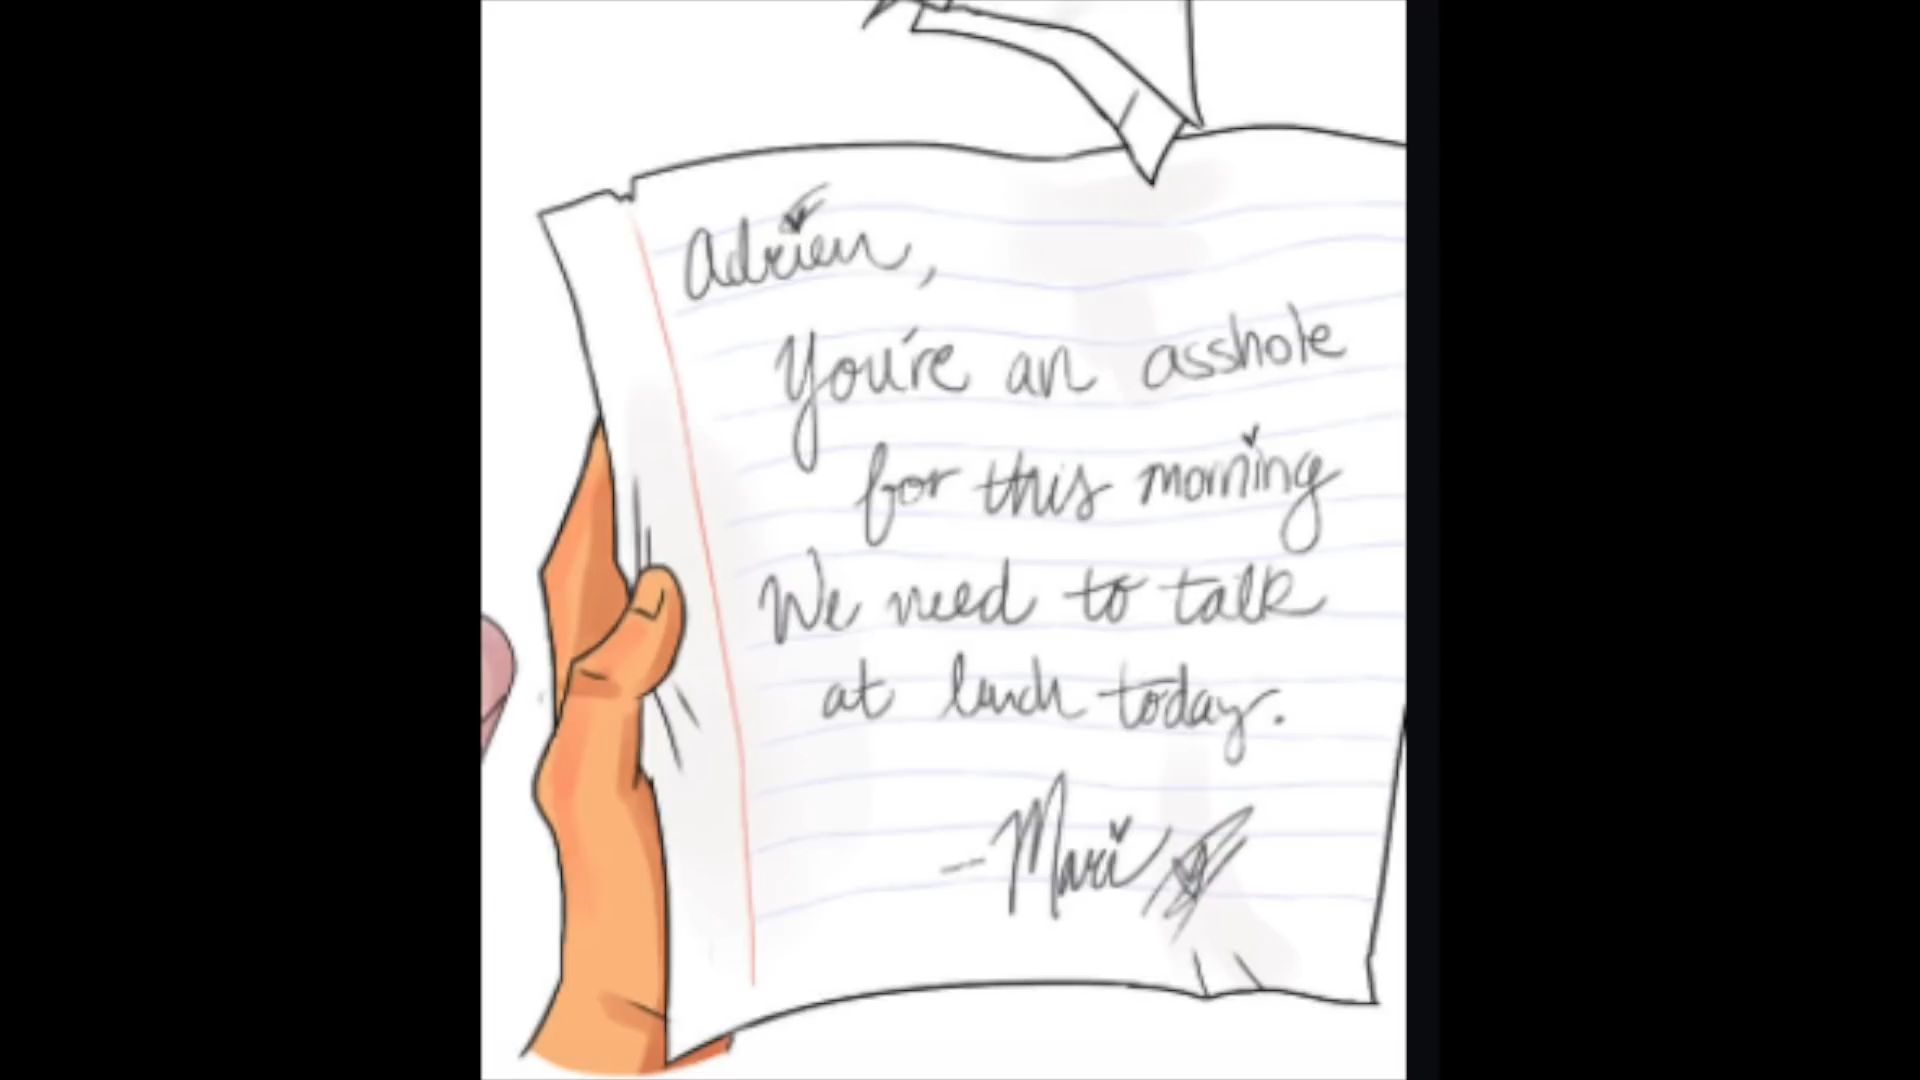 Adrien,
You're an asshole
for this morning
We need to talk
at lunch today.
- Mari